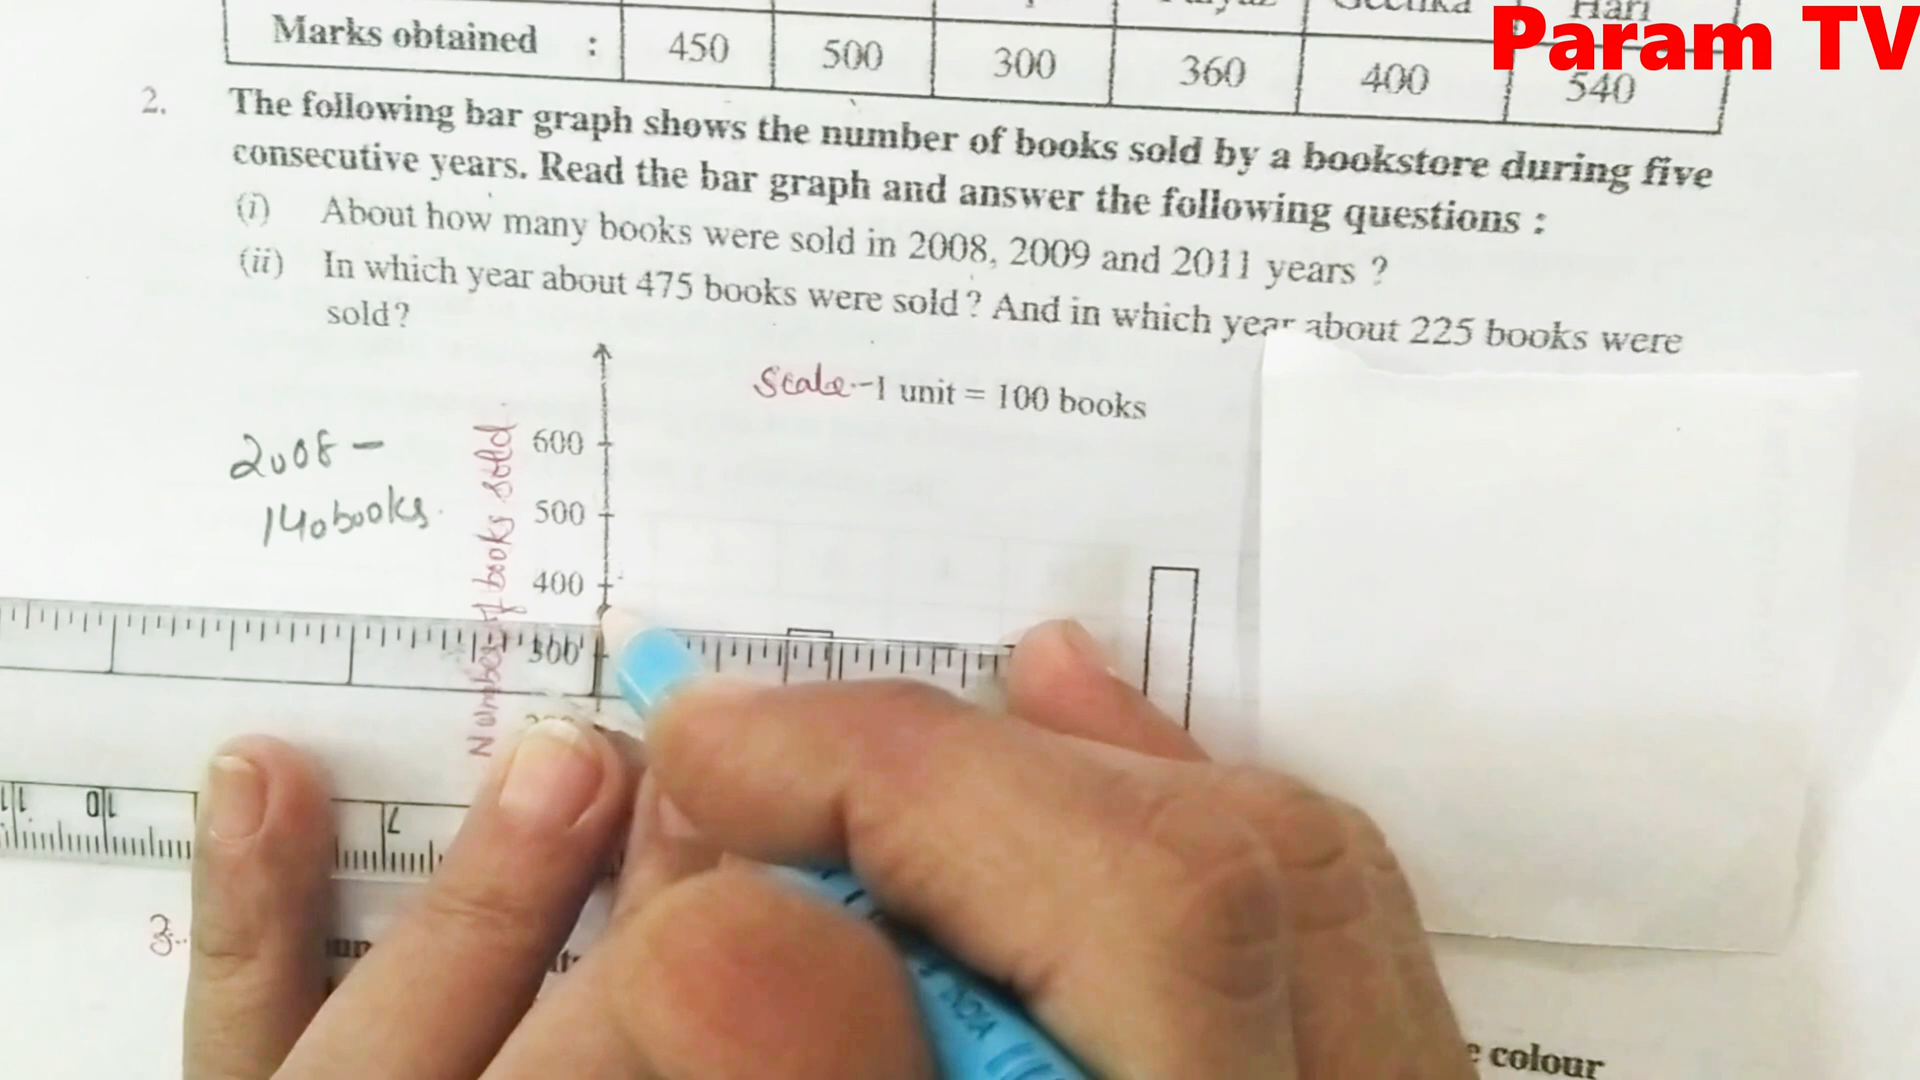 Param TV
Hari
Marks obtained : 450 500 300 360 400 540
2. The following bar graph shows the number of books sold by a bookstore during five
consecutive years. Read the bar graph and answer the following questions :
(i) About how many books were sold in 2008, 2009 and 2011 years ?
(ii) In which year about 475 books were sold? And in which year about 225 books were
sold?
Scale-1 unit = 100 books
2008 -
140 books.
Number of books sold
600
500
400
300
10
7
3.
INDIA
colour